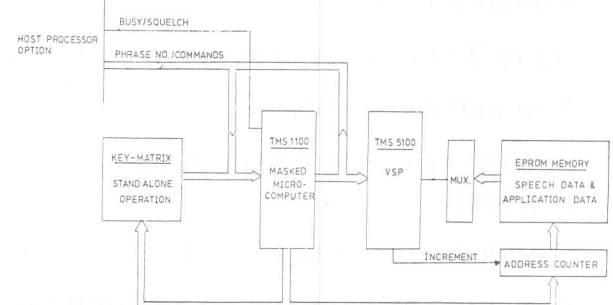 BUSY/SQUELCH
HOST PROCESSOR
OPTION
PHRASE NO./COMMANDS
KEY-MATRIX
STAND ALONE
OPERATION
TMS 1100
MASKED
MICRO-
COMPUTER
TMS 5100
VSP
MUX.
EPROM MEMORY
SPEECH DATA &
APPLICATION DATA
INCREMENT
ADDRESS COUNTER